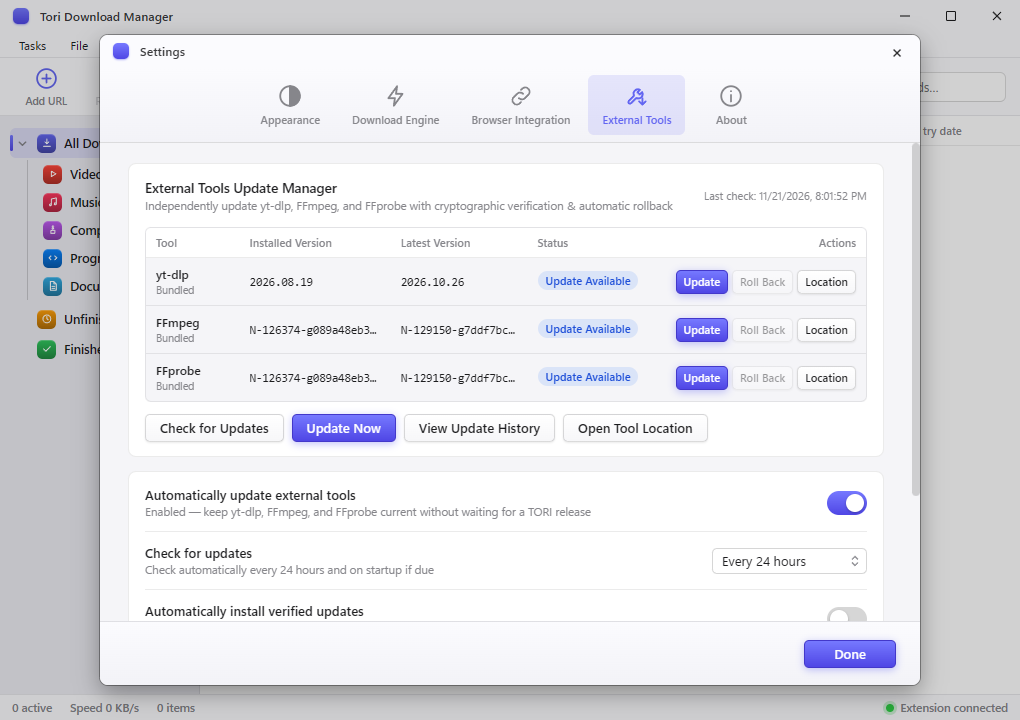 Tori Download Manager
Tasks File
Settings
Add URL
Appearance Download Engine Browser Integration External Tools About
try date
All Do
Video
Music
Comp
Progr
Docu
Unfini
Finishe
External Tools Update Manager
Independently update yt-dlp, FFmpeg, and FFprobe with cryptographic verification & automatic rollback
Last check: 11/21/2026, 8:01:52 PM
Tool Installed Version Latest Version Status Actions
yt-dlp
Bundled
2026.08.19 2026.10.26 Update Available Update Roll Back Location
FFmpeg
Bundled
N-126374-g089a48eb3… N-129150-g7ddf7bc… Update Available Update Roll Back Location
FFprobe
Bundled
N-126374-g089a48eb3… N-129150-g7ddf7bc… Update Available Update Roll Back Location
Check for Updates Update Now View Update History Open Tool Location
Automatically update external tools
Enabled — keep yt-dlp, FFmpeg, and FFprobe current without waiting for a TORI release
Check for updates
Check automatically every 24 hours and on startup if due
Every 24 hours
Automatically install verified updates
Done
0 active Speed 0 KB/s 0 items Extension connected